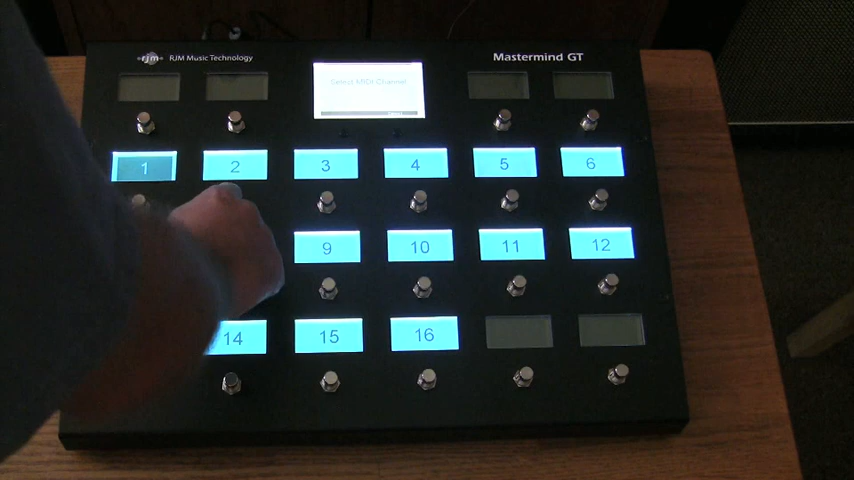 rjm RJM Music Technology
Mastermind GT
Select MIDI Channel
1 2 3 4 5 6
9 10 11 12
14 15 16